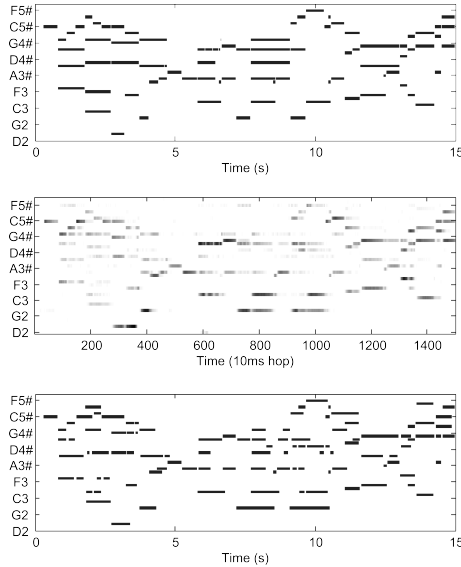 F5#
C5#
G4#
D4#
A3#
F3
C3
G2
D2
0 5 10 15
Time (s)
F5#
C5#
G4#
D4#
A3#
F3
C3
G2
D2
200 400 600 800 1000 1200 1400
Time (10ms hop)
F5#
C5#
G4#
D4#
A3#
F3
C3
G2
D2
0 5 10 15
Time (s)